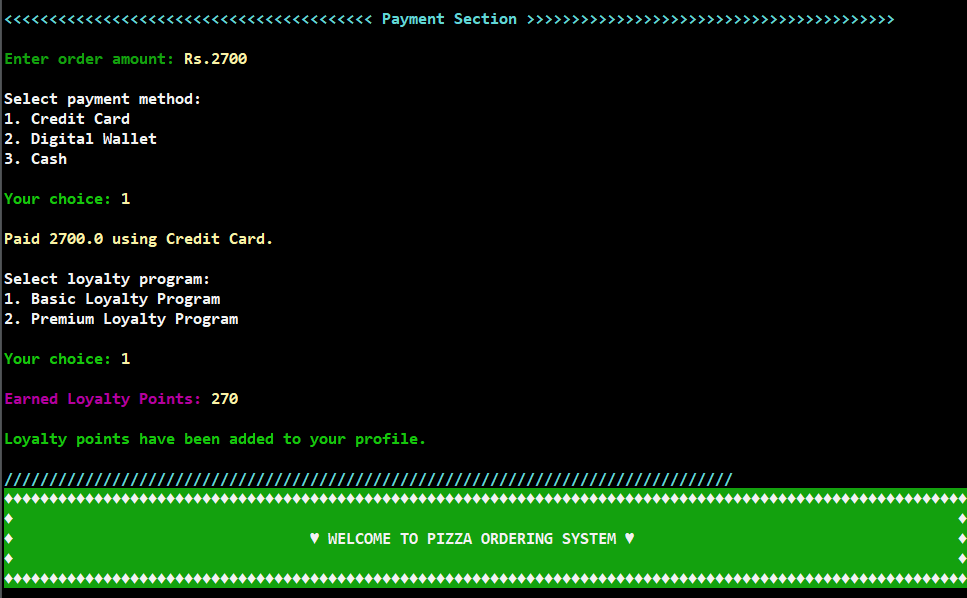 <<<<<<<<<<<<<<<<<<<<<<<<<<<<<<<<<<<<<<<<< Payment Section >>>>>>>>>>>>>>>>>>>>>>>>>>>>>>>>>>>>>>>>>
Enter order amount: Rs.2700
Select payment method:
1. Credit Card
2. Digital Wallet
3. Cash
Your choice: 1
Paid 2700.0 using Credit Card.
Select loyalty program:
1. Basic Loyalty Program
2. Premium Loyalty Program
Your choice: 1
Earned Loyalty Points: 270
Loyalty points have been added to your profile.
/////////////////////////////////////////////////////////////////////////////////
♥ WELCOME TO PIZZA ORDERING SYSTEM ♥